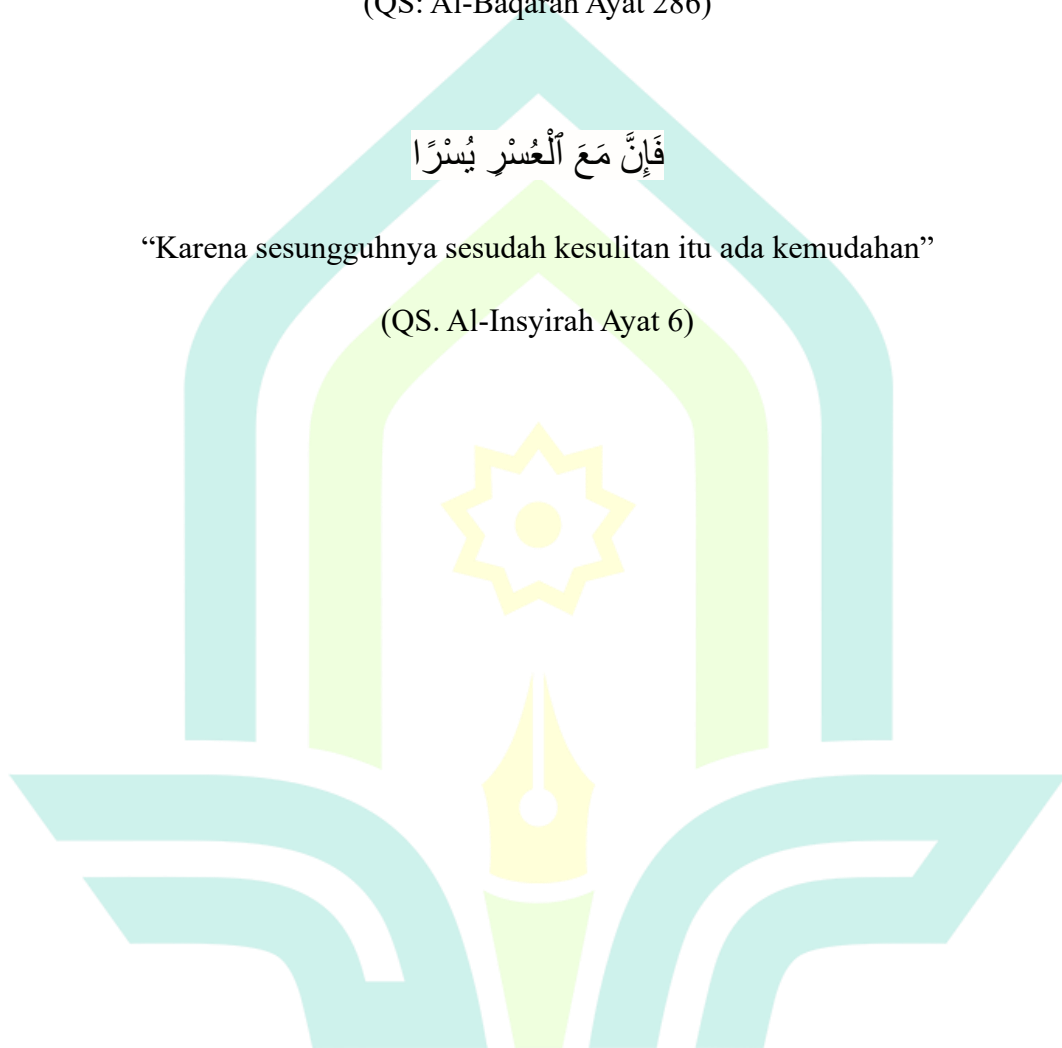 (QS: Al-Baqarah Ayat 286)
فَإِنَّ مَعَ ٱلْعُسْرِ يُسْرًا
“Karena sesungguhnya sesudah kesulitan itu ada kemudahan”
(QS. Al-Insyirah Ayat 6)